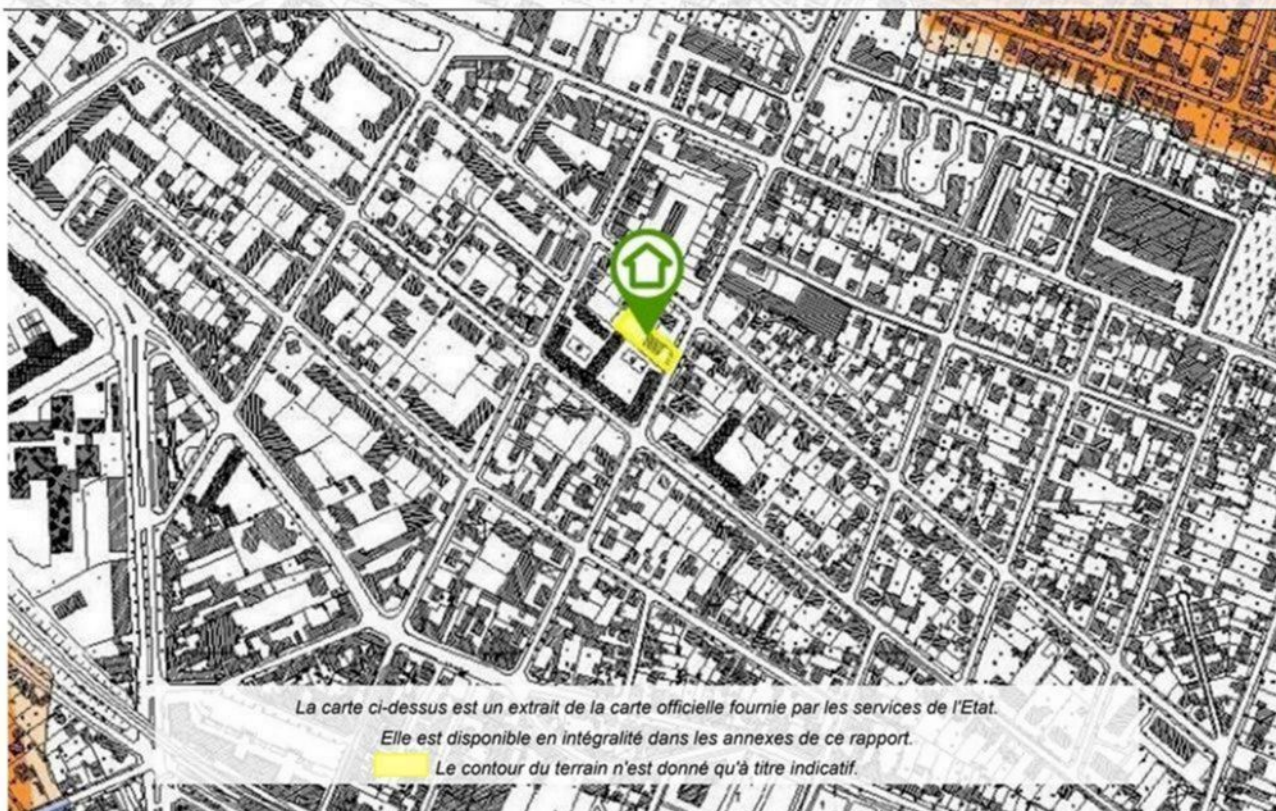 La carte ci-dessus est un extrait de la carte officielle fournie par les services de l'Etat.
Elle est disponible en intégralité dans les annexes de ce rapport.
Le contour du terrain n'est donné qu'à titre indicatif.